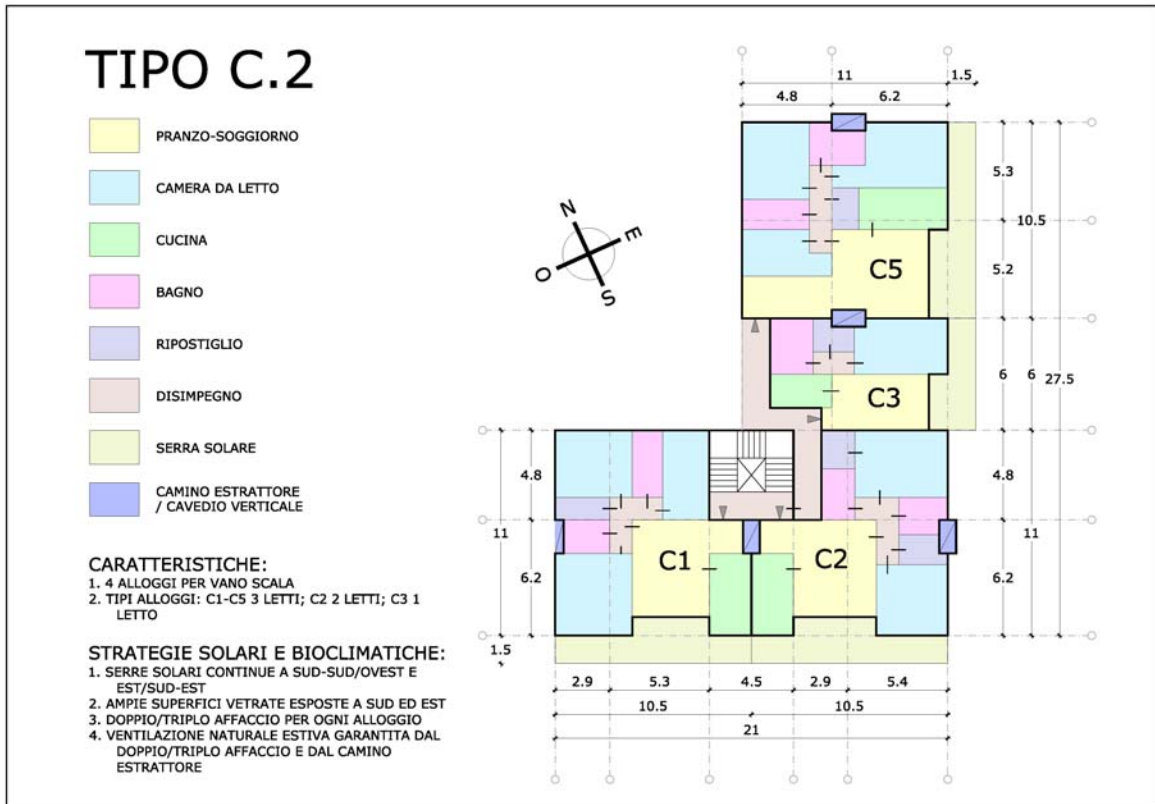 TIPO C.2
PRANZO-SOGGIORNO
CAMERA DA LETTO
CUCINA
BAGNO
RIPOSTIGLIO
DISIMPEGNO
SERRA SOLARE
CAMINO ESTRATTORE
/ CAVEDIO VERTICALE
CARATTERISTICHE:
1. 4 ALLOGGI PER VANO SCALA
2. TIPI ALLOGGI: C1-C5 3 LETTI; C2 2 LETTI; C3 1
LETTO
STRATEGIE SOLARI E BIOCLIMATICHE:
1. SERRE SOLARI CONTINUE A SUD-SUD/OVEST E
EST/SUD-EST
2. AMPIE SUPERFICI VETRATE ESPOSTE A SUD ED EST
3. DOPPIO/TRIPLO AFFACCIO PER OGNI ALLOGGIO
4. VENTILAZIONE NATURALE ESTIVA GARANTITA DAL
DOPPIO/TRIPLO AFFACCIO E DAL CAMINO
ESTRATTORE
N
E
O
S
11
1.5
4.8
6.2
5.3
10.5
5.2
C5
6
6
27.5
C3
4.8
11
6.2
4.8
11
6.2
C1
C2
1.5
2.9
5.3
4.5
2.9
5.4
10.5
10.5
21